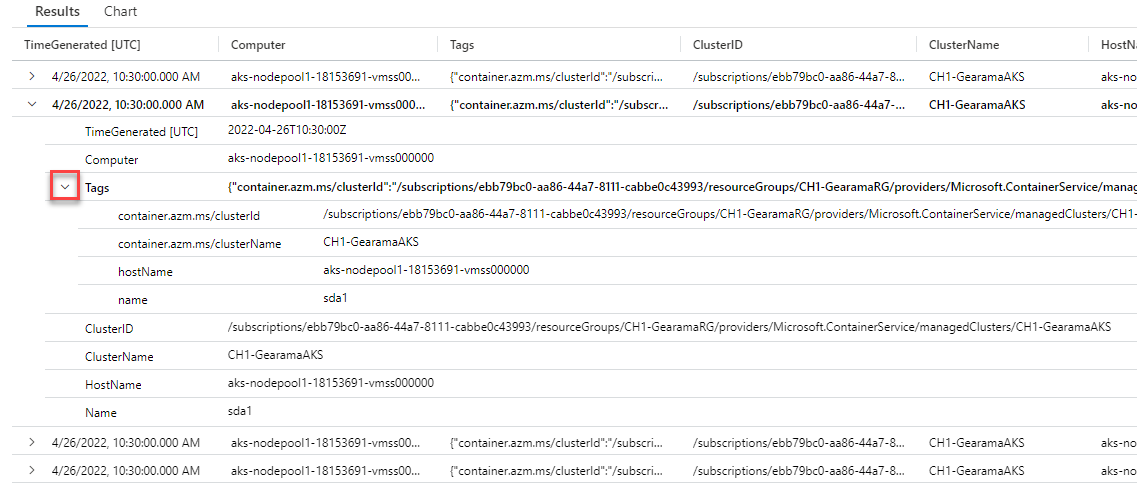 Results Chart
TimeGenerated [UTC] Computer Tags ClusterID ClusterName HostN
4/26/2022, 10:30:00.000 AM aks-nodepool1-18153691-vmss00... {"container.azm.ms/clusterId":"/subscri... /subscriptions/ebb79bc0-aa86-44a7-8... CH1-GearamaAKS aks-no
4/26/2022, 10:30:00.000 AM aks-nodepool1-18153691-vmss000... {"container.azm.ms/clusterId":"/subscr... /subscriptions/ebb79bc0-aa86-44a7-... CH1-GearamaAKS aks-no
TimeGenerated [UTC] 2022-04-26T10:30:00Z
Computer aks-nodepool1-18153691-vmss000000
Tags {"container.azm.ms/clusterId":"/subscriptions/ebb79bc0-aa86-44a7-8111-cabbe0c43993/resourceGroups/CH1-GearamaRG/providers/Microsoft.ContainerService/manag
container.azm.ms/clusterId /subscriptions/ebb79bc0-aa86-44a7-8111-cabbe0c43993/resourceGroups/CH1-GearamaRG/providers/Microsoft.ContainerService/managedClusters/CH1-
container.azm.ms/clusterName CH1-GearamaAKS
hostName aks-nodepool1-18153691-vmss000000
name sda1
ClusterID /subscriptions/ebb79bc0-aa86-44a7-8111-cabbe0c43993/resourceGroups/CH1-GearamaRG/providers/Microsoft.ContainerService/managedClusters/CH1-GearamaAKS
ClusterName CH1-GearamaAKS
HostName aks-nodepool1-18153691-vmss000000
Name sda1
4/26/2022, 10:30:00.000 AM aks-nodepool1-18153691-vmss00... {"container.azm.ms/clusterId":"/subscri... /subscriptions/ebb79bc0-aa86-44a7-8... CH1-GearamaAKS aks-no
4/26/2022, 10:30:00.000 AM aks-nodepool1-18153691-vmss00... {"container.azm.ms/clusterId":"/subscri... /subscriptions/ebb79bc0-aa86-44a7-8... CH1-GearamaAKS aks-no